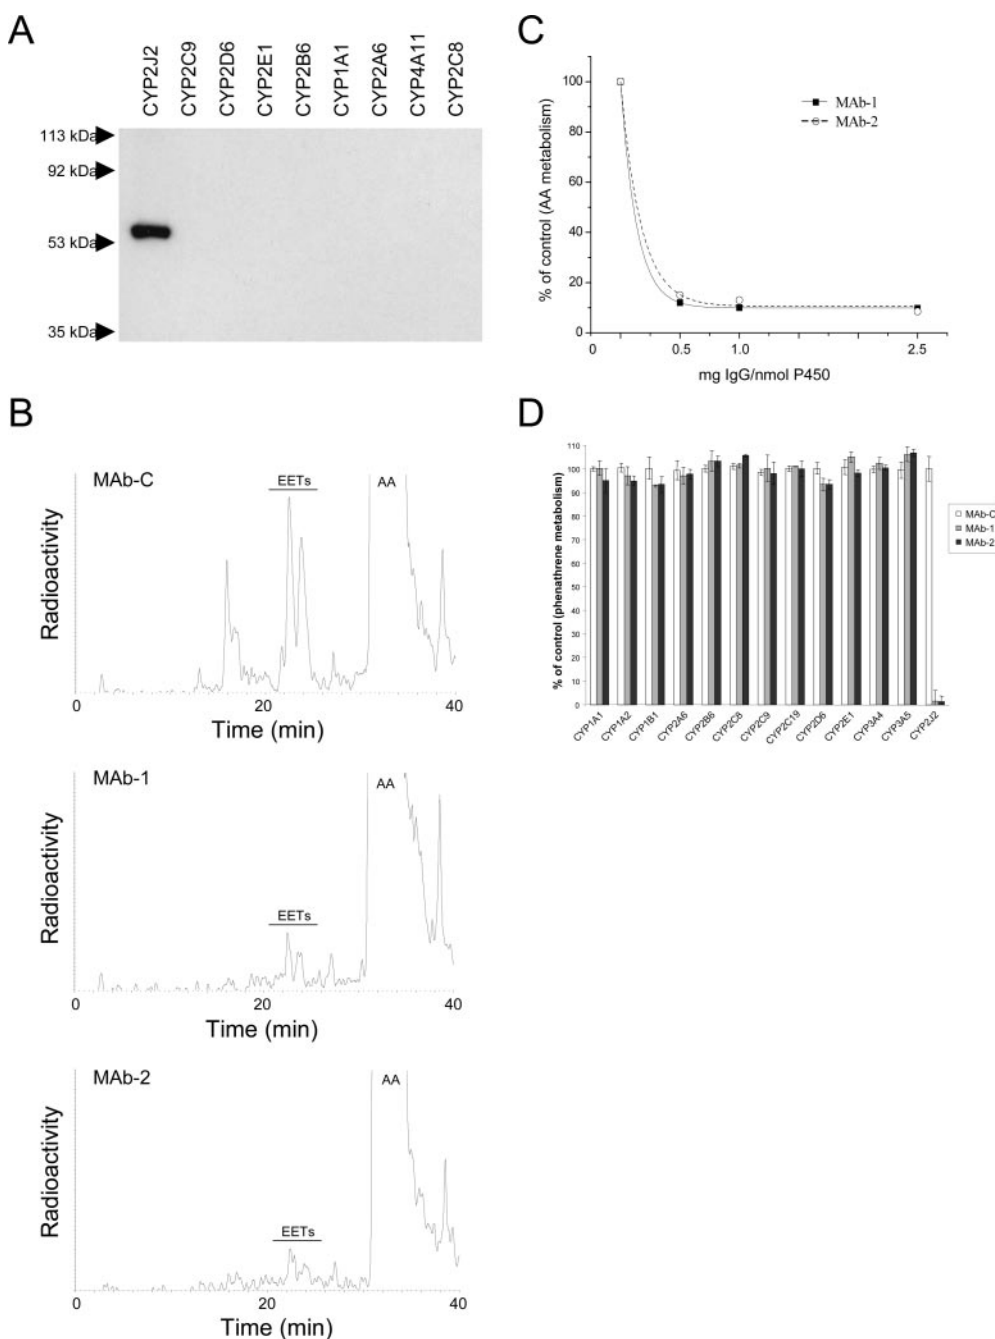 A
CYP2J2
CYP2C9
CYP2D6
CYP2E1
CYP2B6
CYP1A1
CYP2A6
CYP4A11
CYP2C8
113 kDa
92 kDa
53 kDa
35 kDa
B
MAb-C
EETs
AA
Radioactivity
0 20 40
Time (min)
MAb-1
EETs
AA
Radioactivity
0 20 40
Time (min)
MAb-2
EETs
AA
Radioactivity
0 20 40
Time (min)
C
% of control (AA metabolism)
100
80
60
40
20
0
MAb-1
MAb-2
0 0.5 1.0 2.5
mg IgG/nmol P450
D
% of control (phenathrene metabolism)
110
100
90
80
70
60
50
40
30
20
10
0
MAb-C
MAb-1
MAb-2
CYP1A1
CYP1A2
CYP1B1
CYP2A6
CYP2B6
CYP2C8
CYP2C9
CYP2C19
CYP2D6
CYP2E1
CYP3A4
CYP3A5
CYP2J2